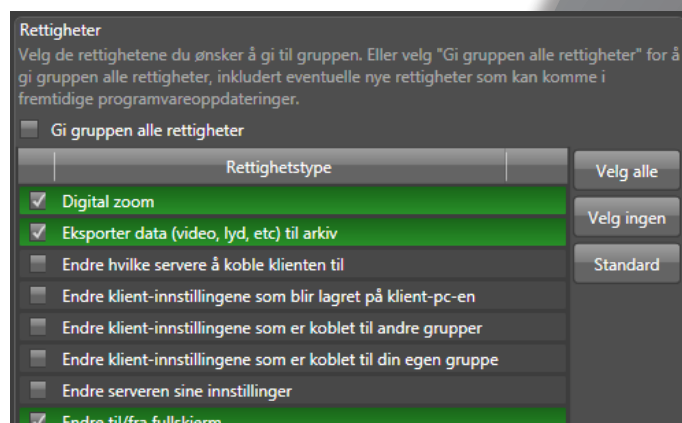 Rettigheter
Velg de rettighetene du ønsker å gi til gruppen. Eller velg "Gi gruppen alle rettigheter" for å
gi gruppen alle rettigheter, inkludert eventuelle nye rettigheter som kan komme i
fremtidige programvareoppdateringer.
Gi gruppen alle rettigheter
Rettighetstype
Velg alle
Digital zoom
Velg ingen
Eksporter data (video, lyd, etc) til arkiv
Endre hvilke servere å koble klienten til
Standard
Endre klient-innstillingene som blir lagret på klient-pc-en
Endre klient-innstillingene som er koblet til andre grupper
Endre klient-innstillingene som er koblet til din egen gruppe
Endre serveren sine innstillinger
Endre til/fra fullskjerm